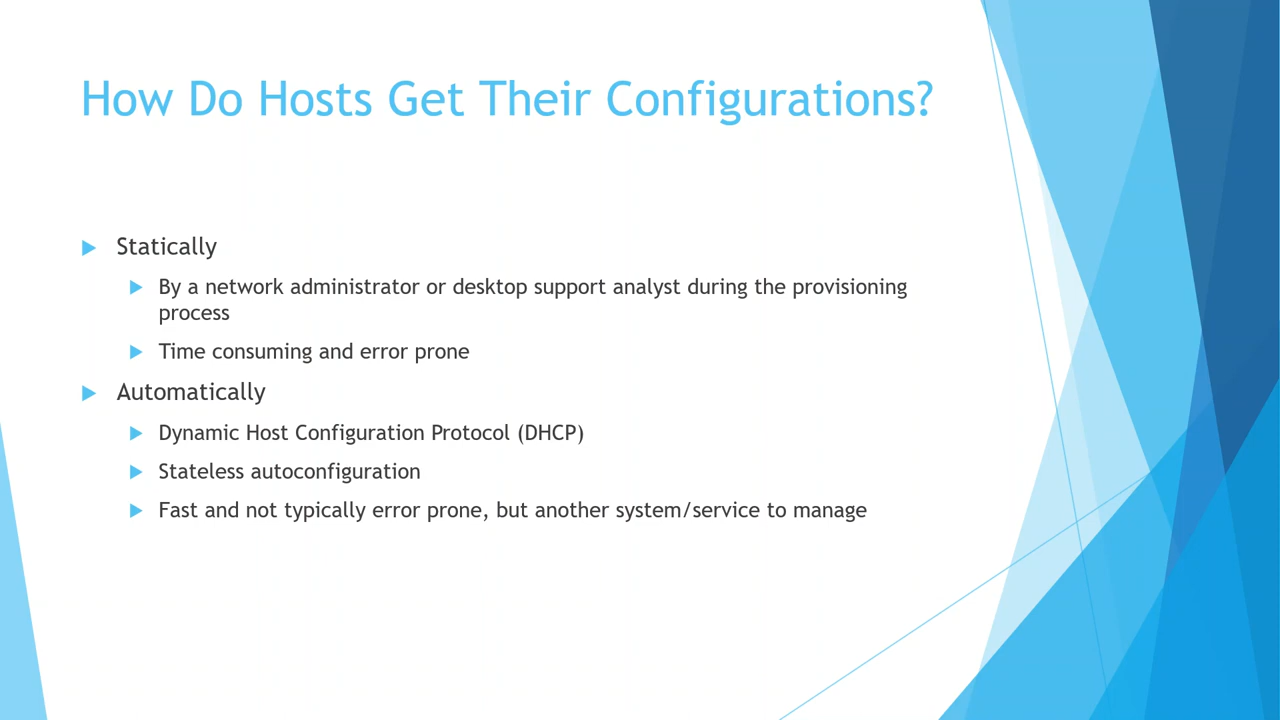 How Do Hosts Get Their Configurations?
Statically
By a network administrator or desktop support analyst during the provisioning
process
Time consuming and error prone
Automatically
Dynamic Host Configuration Protocol (DHCP)
Stateless autoconfiguration
Fast and not typically error prone, but another system/service to manage